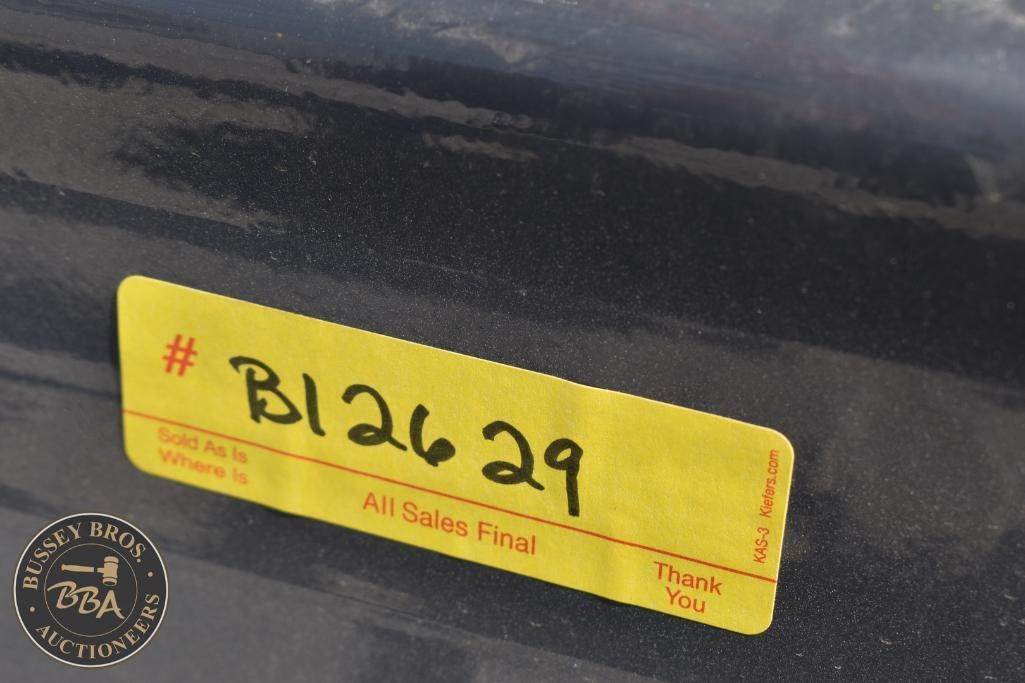 # B12629
Sold As Is
Where Is
All Sales Final
Thank
You
KAS-3 Kiefers.com
BUSSEY BROS.
BBA
AUCTIONEERS